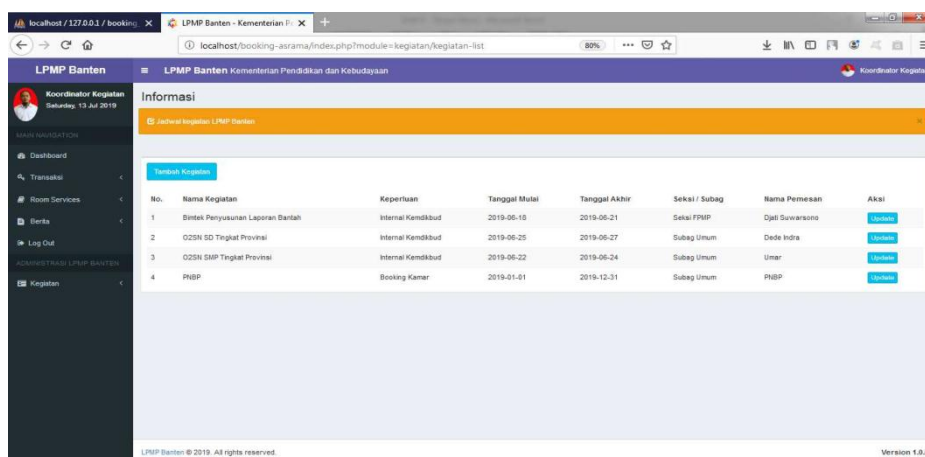 localhost / 127.0.0.1 / booking
LPMP Banten - Kementerian P
localhost/booking-asrama/index.php?module=kegiatan/kegiatan-list
80%
LPMP Banten
LPMP Banten Kementerian Pendidikan dan Kebudayaan
Koordinator Kegiata
Koordinator Kegiatan
Saturday, 13 Jul 2019
MAIN NAVIGATION
Dashboard
Transaksi
Room Services
Berita
Log Out
ADMINISTRASI LPMP BANTEN
Kegiatan
Informasi
Jadwal kegiatan LPMP Banten
Tambah Kegiatan
No. Nama Kegiatan Keperluan Tanggal Mulai Tanggal Akhir Seksi / Subag Nama Pemesan Aksi
1 Bimtek Penyusunan Laporan Bantah Internal Kemdikbud 2019-06-18 2019-06-21 Seksi FPMP Djati Suwarsono Update
2 O2SN SD Tingkat Provinsi Internal Kemdikbud 2019-06-25 2019-06-27 Subag Umum Dede Indra Update
3 O2SN SMP Tingkat Provinsi Internal Kemdikbud 2019-06-22 2019-06-24 Subag Umum Umar Update
4 PNBP Booking Kamar 2019-01-01 2019-12-31 Subag Umum PNBP Update
LPMP Banten © 2019. All rights reserved.
Version 1.0.